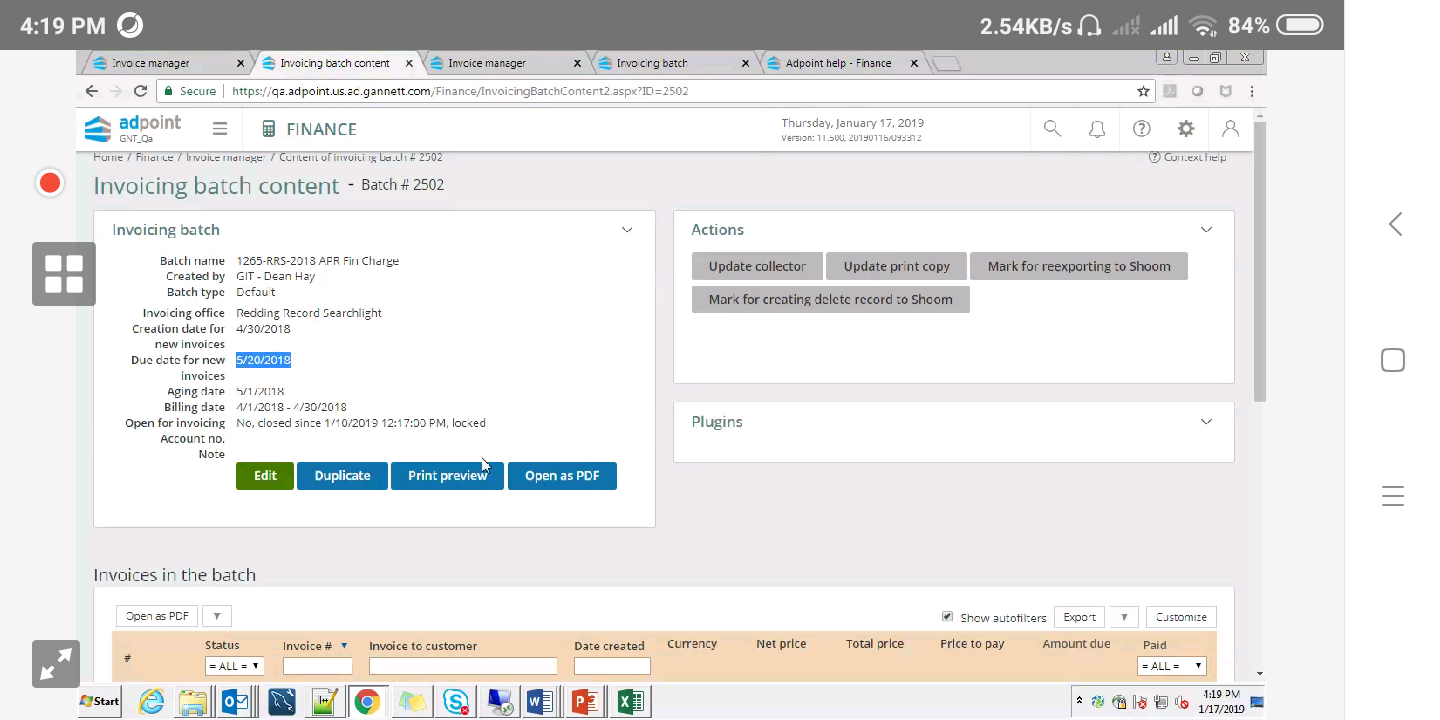 4:19 PM
2.54KB/s
84%
Invoice manager
Invoicing batch content
Invoice manager
Invoicing batch
Adpoint help - Finance
Secure
https://qa.adpoint.us.ad.gannett.com/Finance/InvoicingBatchContent2.aspx?ID=2502
adpoint
GNT_Qa
FINANCE
Thursday, January 17, 2019
Version: 11.500, 20190116/093312
Home / Finance / Invoice manager / Content of invoicing batch # 2502
Context help
Invoicing batch content - Batch # 2502
Invoicing batch
Batch name 1265-RRS-2018 APR Fin Charge
Created by GIT - Dean Hay
Batch type Default
Invoicing office Redding Record Searchlight
Creation date for 4/30/2018
new invoices
Due date for new 5/20/2018
invoices
Aging date 5/1/2018
Billing date 4/1/2018 - 4/30/2018
Open for invoicing No, closed since 1/10/2019 12:17:00 PM, locked
Account no.
Note
Edit Duplicate Print preview Open as PDF
Actions
Update collector Update print copy Mark for reexporting to Shoom
Mark for creating delete record to Shoom
Plugins
Invoices in the batch
Open as PDF ▼
Show autofilters Export ▼ Customize
# Status Invoice # ▼ Invoice to customer Date created Currency Net price Total price Price to pay Amount due Paid
= ALL = ▼ = ALL = ▼
Start
4:19 PM
1/17/2019